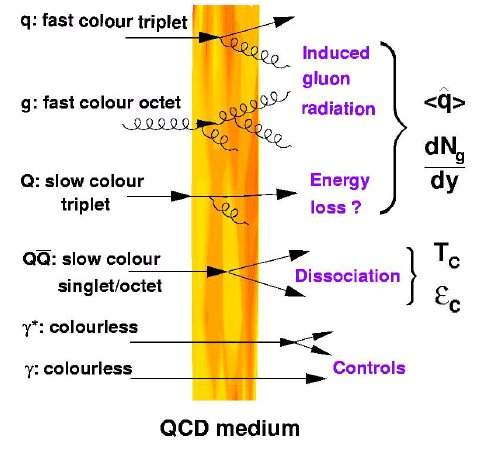 q: fast colour triplet
Induced
gluon
radiation
g: fast colour octet
<q̂>
dN_g
dy
Q: slow colour
triplet
Energy
loss ?
QQ̅: slow colour
singlet/octet
Dissociation
T_c
ε_c
γ*: colourless
γ: colourless
Controls
QCD medium